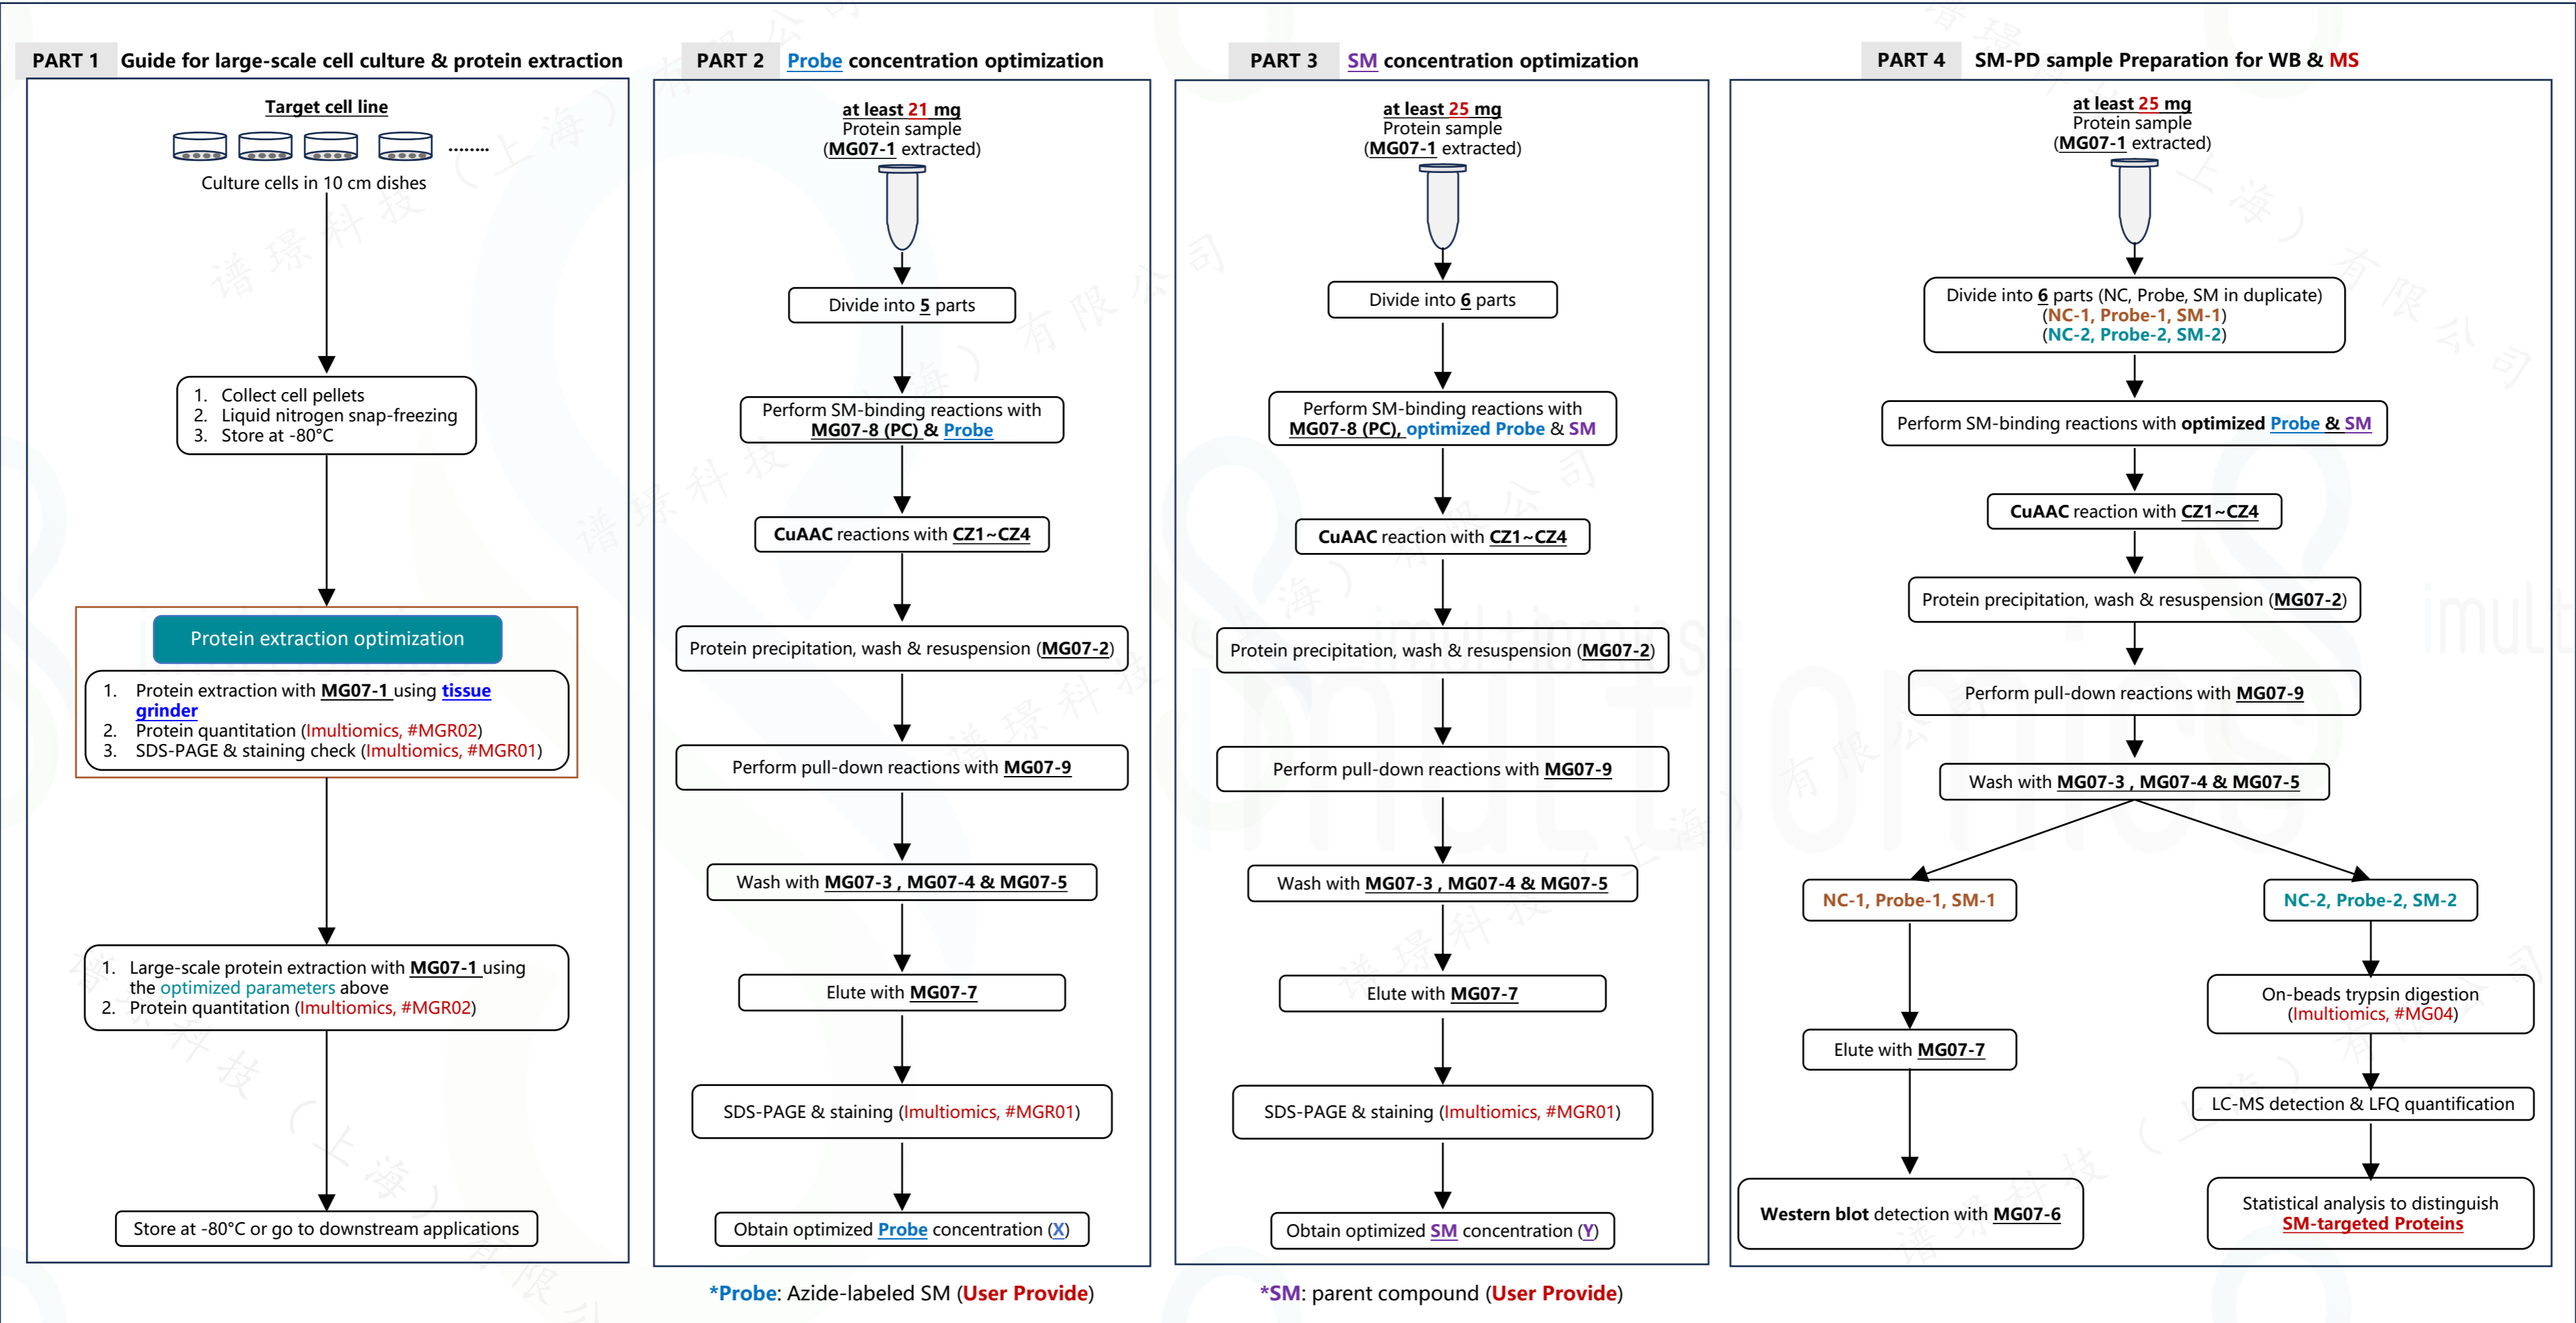 PART 1 Guide for large-scale cell culture & protein extraction
Target cell line
........
Culture cells in 10 cm dishes
1. Collect cell pellets
2. Liquid nitrogen snap-freezing
3. Store at -80°C
Protein extraction optimization
1. Protein extraction with MG07-1 using tissue
grinder
2. Protein quantitation (Imultiomics, #MGR02)
3. SDS-PAGE & staining check (Imultiomics, #MGR01)
1. Large-scale protein extraction with MG07-1 using
the optimized parameters above
2. Protein quantitation (Imultiomics, #MGR02)
Store at -80°C or go to downstream applications
PART 2 Probe concentration optimization
at least 21 mg
Protein sample
(MG07-1 extracted)
Divide into 5 parts
Perform SM-binding reactions with
MG07-8 (PC) & Probe
CuAAC reactions with CZ1~CZ4
Protein precipitation, wash & resuspension (MG07-2)
Perform pull-down reactions with MG07-9
Wash with MG07-3 , MG07-4 & MG07-5
Elute with MG07-7
SDS-PAGE & staining (Imultiomics, #MGR01)
Obtain optimized Probe concentration (X)
*Probe: Azide-labeled SM (User Provide)
PART 3 SM concentration optimization
at least 25 mg
Protein sample
(MG07-1 extracted)
Divide into 6 parts
Perform SM-binding reactions with
MG07-8 (PC), optimized Probe & SM
CuAAC reaction with CZ1~CZ4
Protein precipitation, wash & resuspension (MG07-2)
Perform pull-down reactions with MG07-9
Wash with MG07-3 , MG07-4 & MG07-5
Elute with MG07-7
SDS-PAGE & staining (Imultiomics, #MGR01)
Obtain optimized SM concentration (Y)
*SM: parent compound (User Provide)
PART 4 SM-PD sample Preparation for WB & MS
at least 25 mg
Protein sample
(MG07-1 extracted)
Divide into 6 parts (NC, Probe, SM in duplicate)
(NC-1, Probe-1, SM-1)
(NC-2, Probe-2, SM-2)
Perform SM-binding reactions with optimized Probe & SM
CuAAC reaction with CZ1~CZ4
Protein precipitation, wash & resuspension (MG07-2)
Perform pull-down reactions with MG07-9
Wash with MG07-3 , MG07-4 & MG07-5
NC-1, Probe-1, SM-1
Elute with MG07-7
Western blot detection with MG07-6
NC-2, Probe-2, SM-2
On-beads trypsin digestion
(Imultiomics, #MG04)
LC-MS detection & LFQ quantification
Statistical analysis to distinguish
SM-targeted Proteins
imultiomics
谱璟科技（上海）有限公司